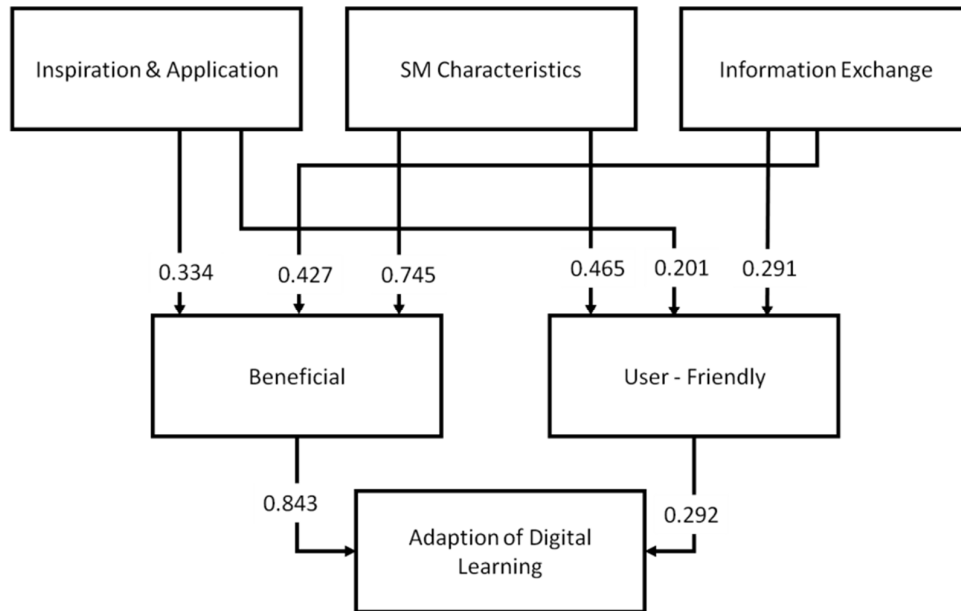 Inspiration & Application
SM Characteristics
Information Exchange
0.334
0.427
0.745
0.465
0.201
0.291
Beneficial
User - Friendly
0.843
0.292
Adaption of Digital
Learning